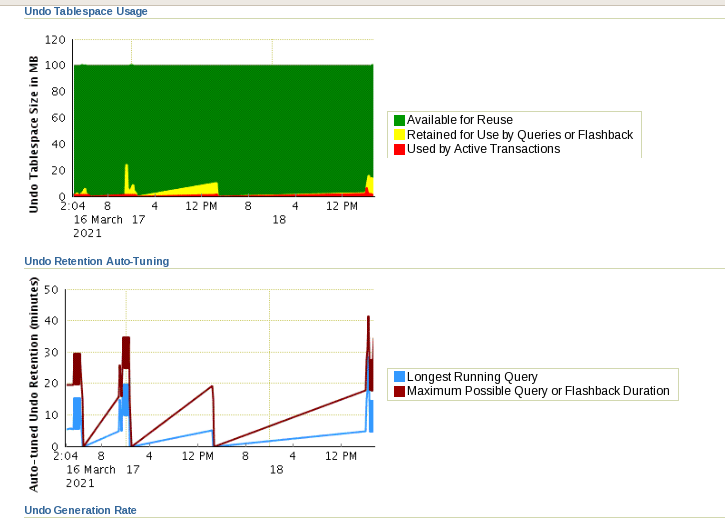 Undo Tablespace Usage
Undo Tablespace Size in MB
120
100
80
60
40
20
0
2:04 8 4 12 PM 8 4 12 PM
16 March 17 18
2021
Available for Reuse
Retained for Use by Queries or Flashback
Used by Active Transactions
Undo Retention Auto-Tuning
Auto-tuned Undo Retention (minutes)
50
40
30
20
10
0
2:04 8 4 12 PM 8 4 12 PM
16 March 17 18
2021
Longest Running Query
Maximum Possible Query or Flashback Duration
Undo Generation Rate